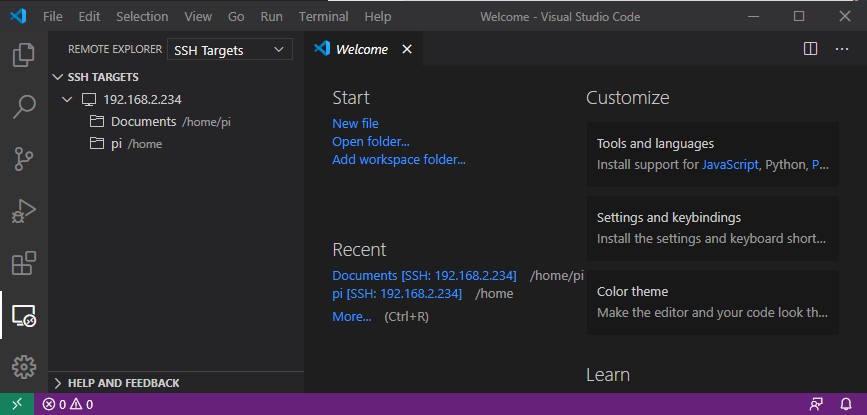 File Edit Selection View Go Run Terminal Help Welcome - Visual Studio Code
REMOTE EXPLORER SSH Targets
SSH TARGETS
192.168.2.234
Documents /home/pi
pi /home
HELP AND FEEDBACK
Welcome
Start
New file
Open folder...
Add workspace folder...
Recent
Documents [SSH: 192.168.2.234] /home/pi
pi [SSH: 192.168.2.234] /home
More... (Ctrl+R)
Customize
Tools and languages
Install support for JavaScript, Python, P...
Settings and keybindings
Install the settings and keyboard short...
Color theme
Make the editor and your code look th...
Learn
0 0